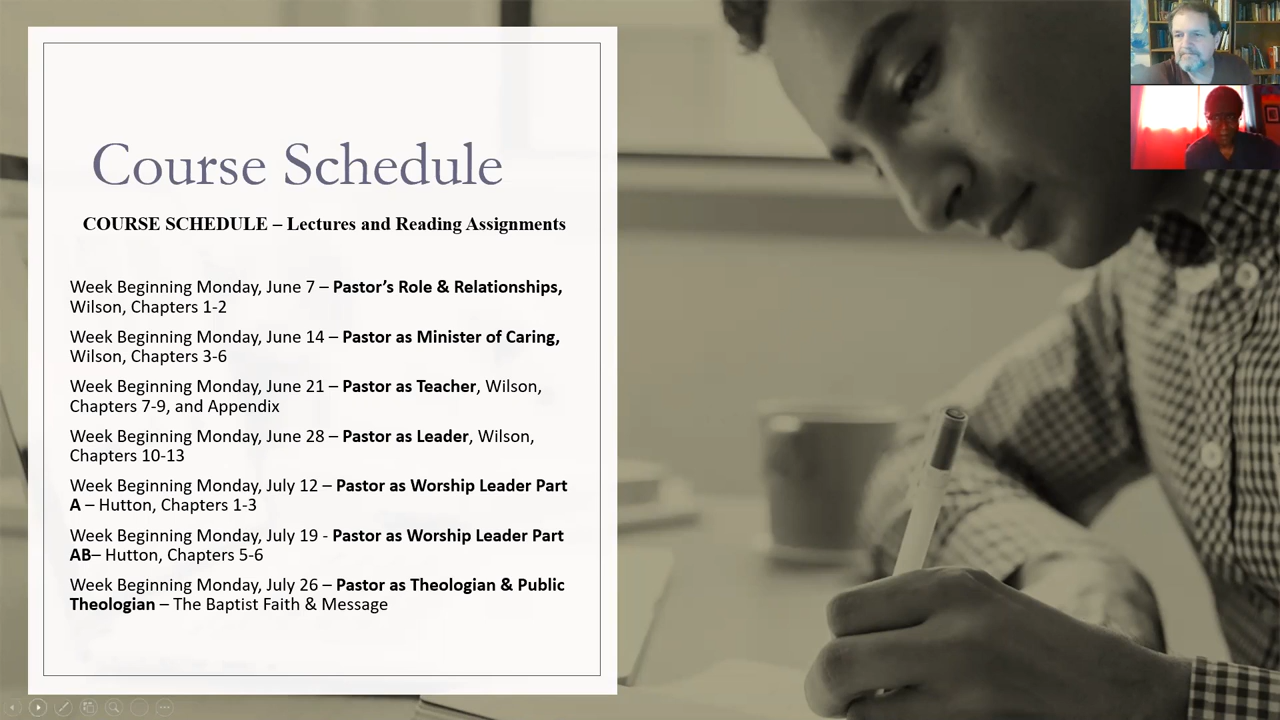 Course Schedule
COURSE SCHEDULE – Lectures and Reading Assignments
Week Beginning Monday, June 7 – Pastor’s Role & Relationships,
Wilson, Chapters 1-2
Week Beginning Monday, June 14 – Pastor as Minister of Caring,
Wilson, Chapters 3-6
Week Beginning Monday, June 21 – Pastor as Teacher, Wilson,
Chapters 7-9, and Appendix
Week Beginning Monday, June 28 – Pastor as Leader, Wilson,
Chapters 10-13
Week Beginning Monday, July 12 – Pastor as Worship Leader Part
A – Hutton, Chapters 1-3
Week Beginning Monday, July 19 - Pastor as Worship Leader Part
AB– Hutton, Chapters 5-6
Week Beginning Monday, July 26 – Pastor as Theologian & Public
Theologian – The Baptist Faith & Message